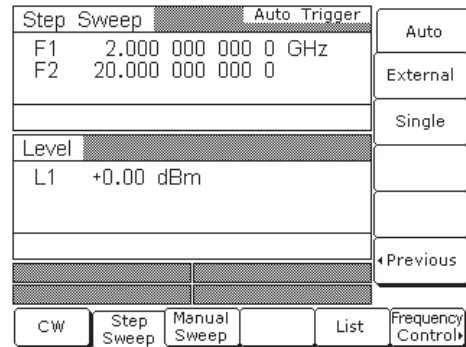 Step Sweep Auto Trigger
F1 2.000 000 000 0 GHz
F2 20.000 000 000 0
Level
L1 +0.00 dBm
Auto
External
Single
◂Previous
CW
Step
Sweep
Manual
Sweep
List
Frequency
Control▸